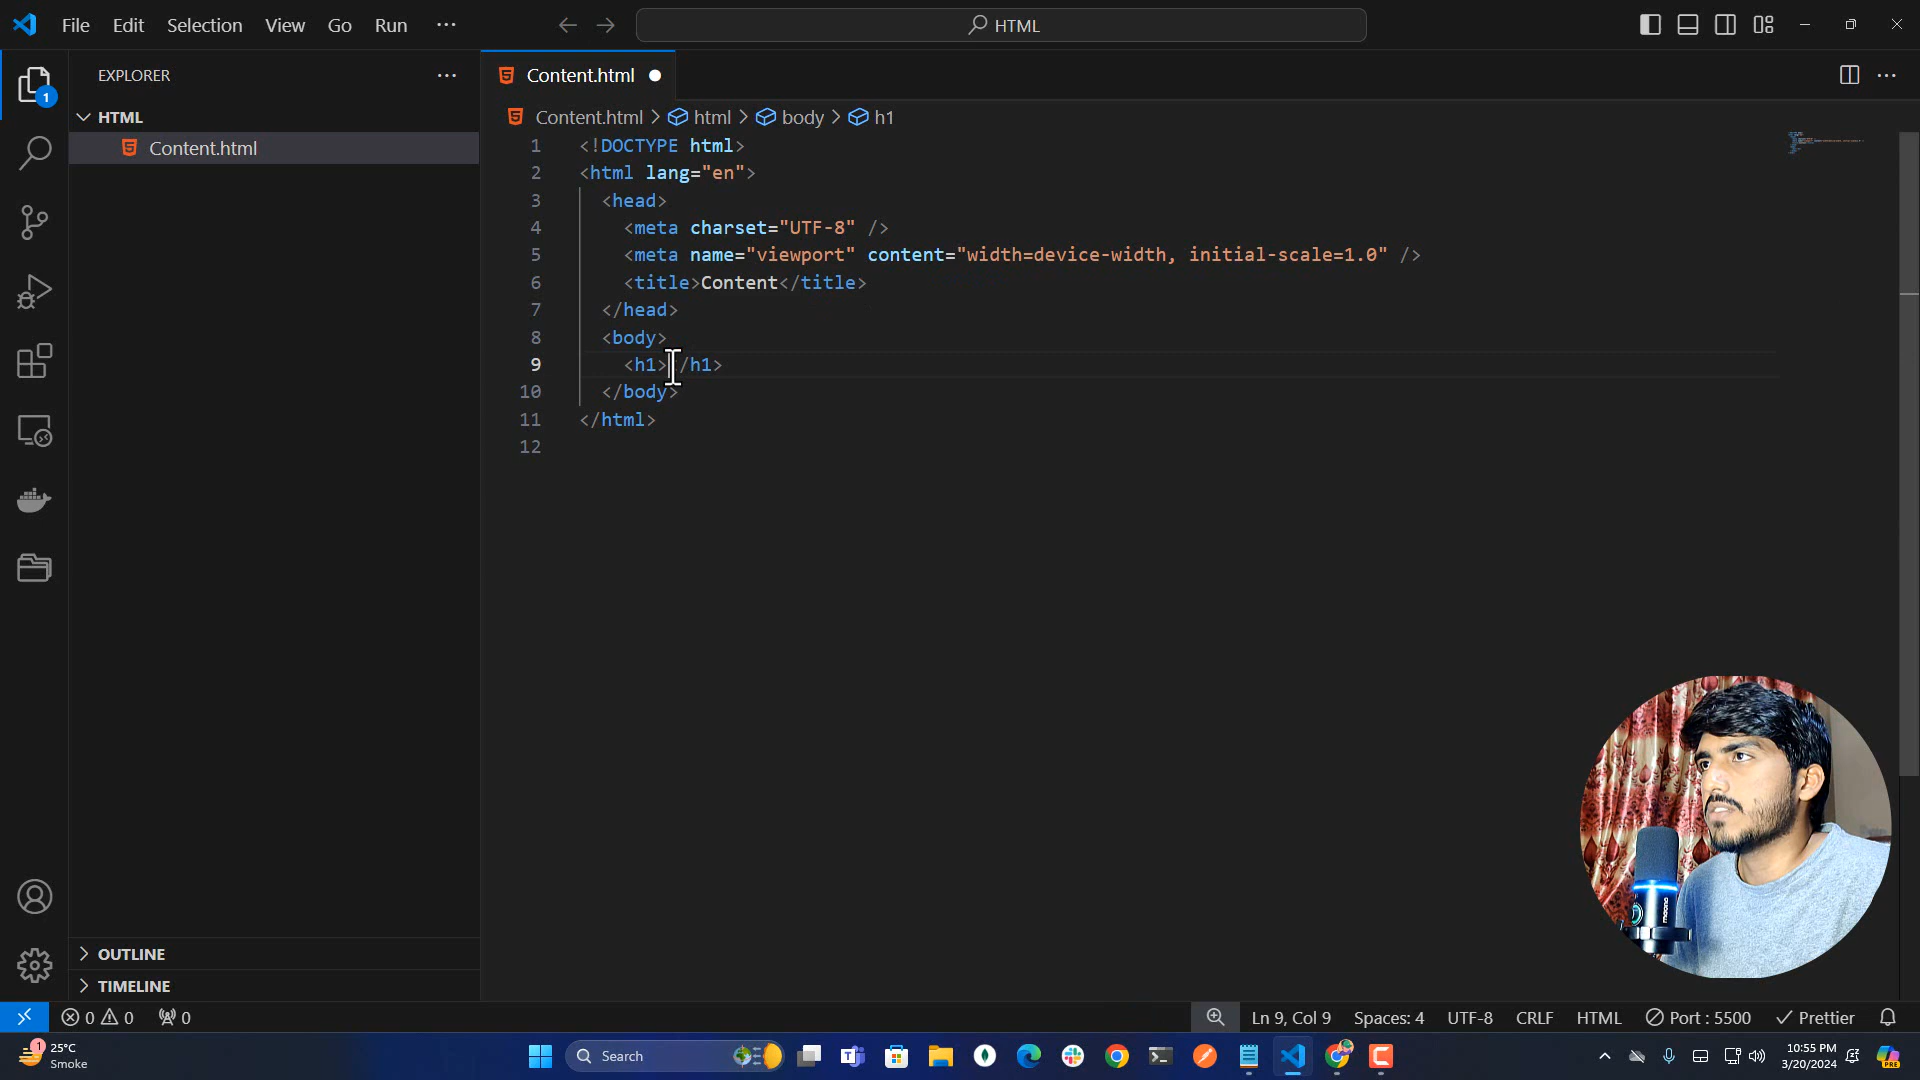 File Edit Selection View Go Run ··· HTML
EXPLORER ···
Content.html
HTML
Content.html > html > body > h1
Content.html
1 <!DOCTYPE html>
2 <html lang="en">
3 <head>
4 <meta charset="UTF-8" />
5 <meta name="viewport" content="width=device-width, initial-scale=1.0" />
6 <title>Content</title>
7 </head>
8 <body>
9 <h1></h1>
10 </body>
11 </html>
12
1
OUTLINE
TIMELINE
0 0 0 Ln 9, Col 9 Spaces: 4 UTF-8 CRLF HTML Port : 5500 Prettier
1
25°C
Smoke
Search
10:55 PM
3/20/2024